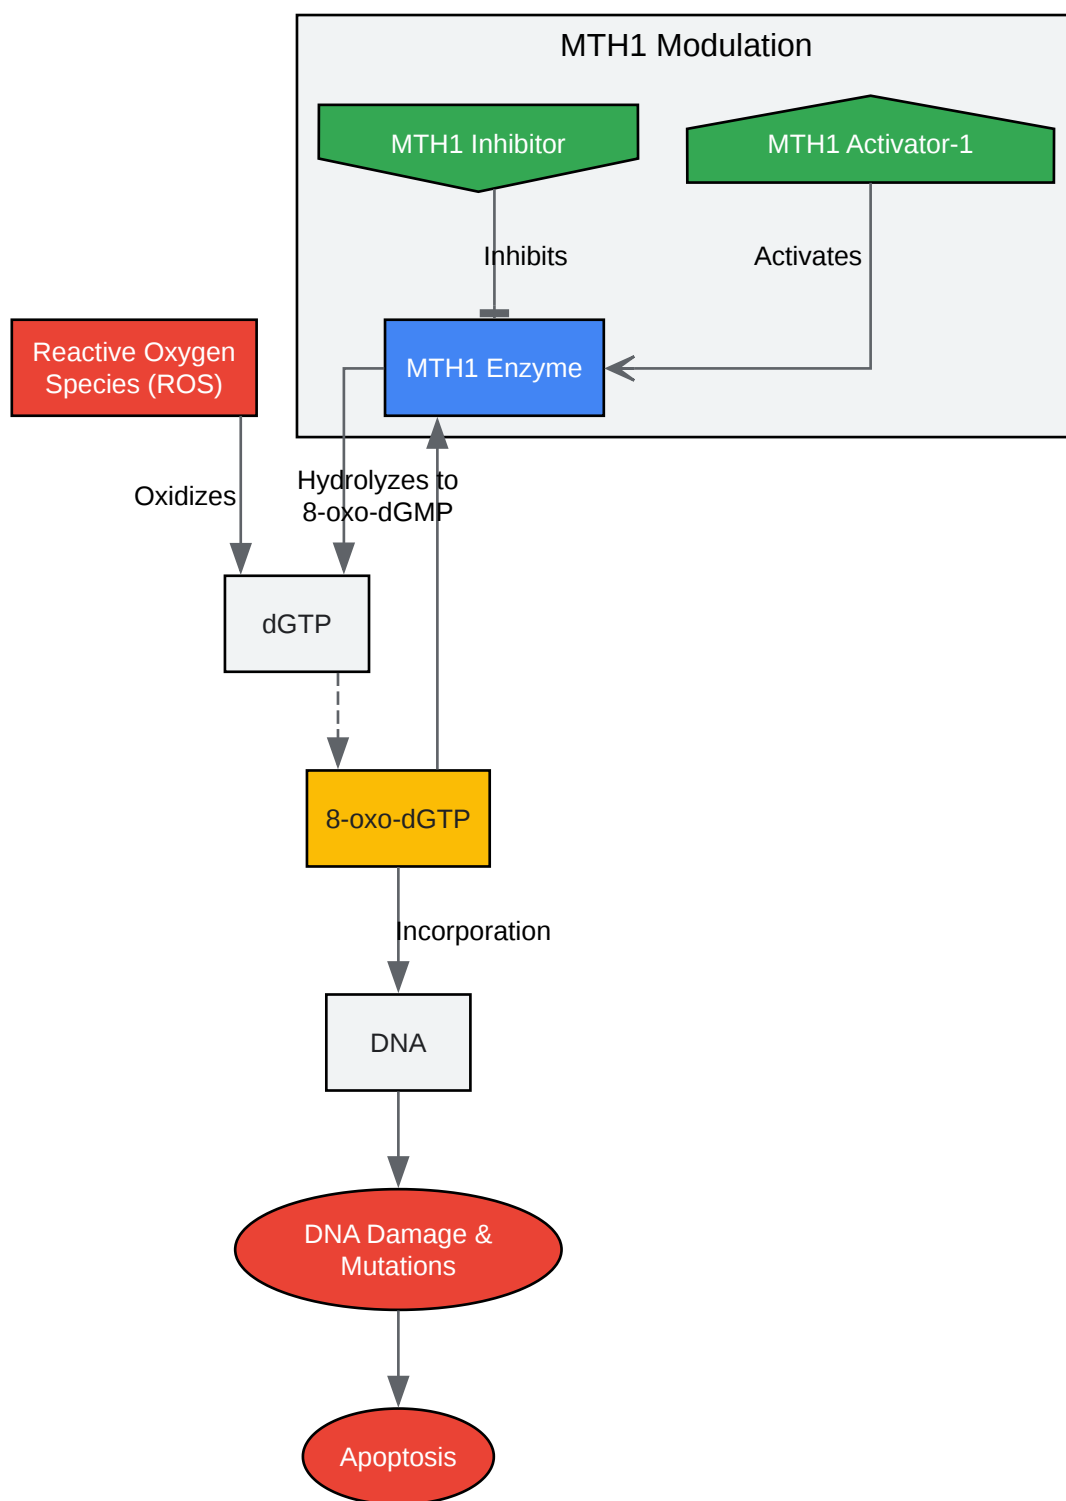 MTH1 Modulation
MTH1 Inhibitor
MTH1 Activator-1
Inhibits
Activates
Reactive Oxygen
Species (ROS)
MTH1 Enzyme
Oxidizes
Hydrolyzes to
8-oxo-dGMP
dGTP
8-oxo-dGTP
Incorporation
DNA
DNA Damage &
Mutations
Apoptosis